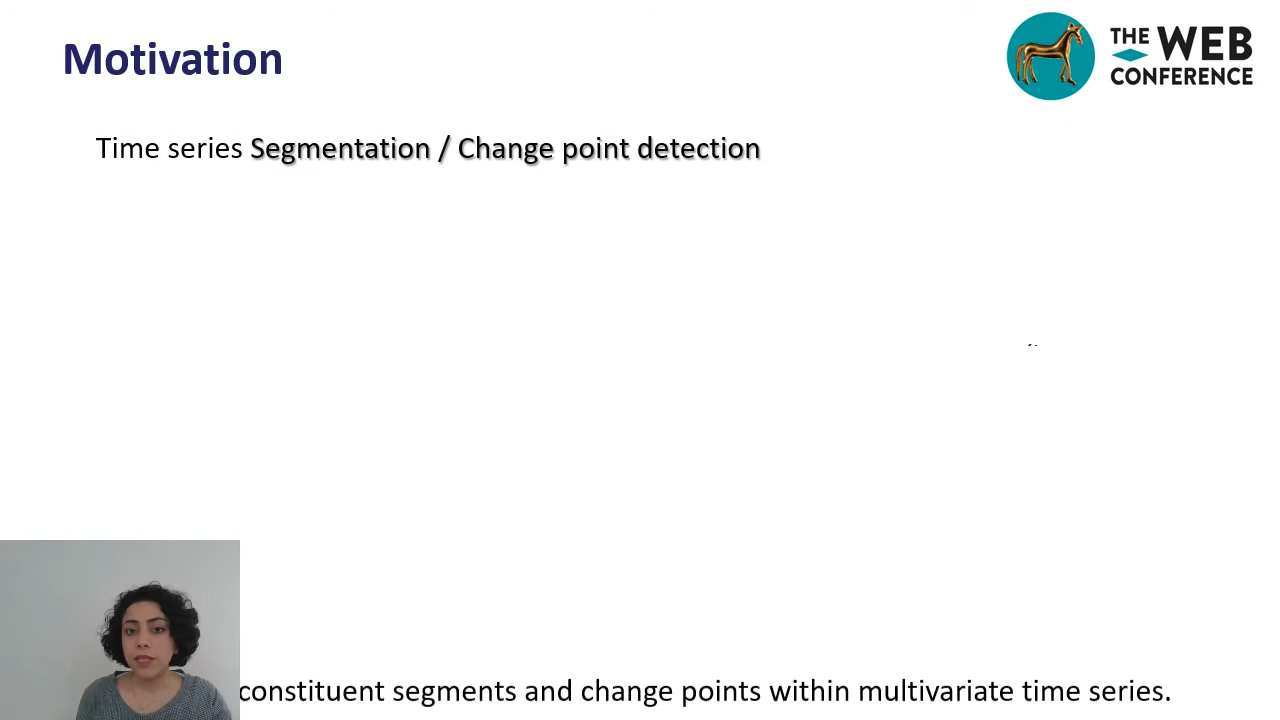 Motivation
THE WEB
CONFERENCE
Time series Segmentation / Change point detection
constituent segments and change points within multivariate time series.